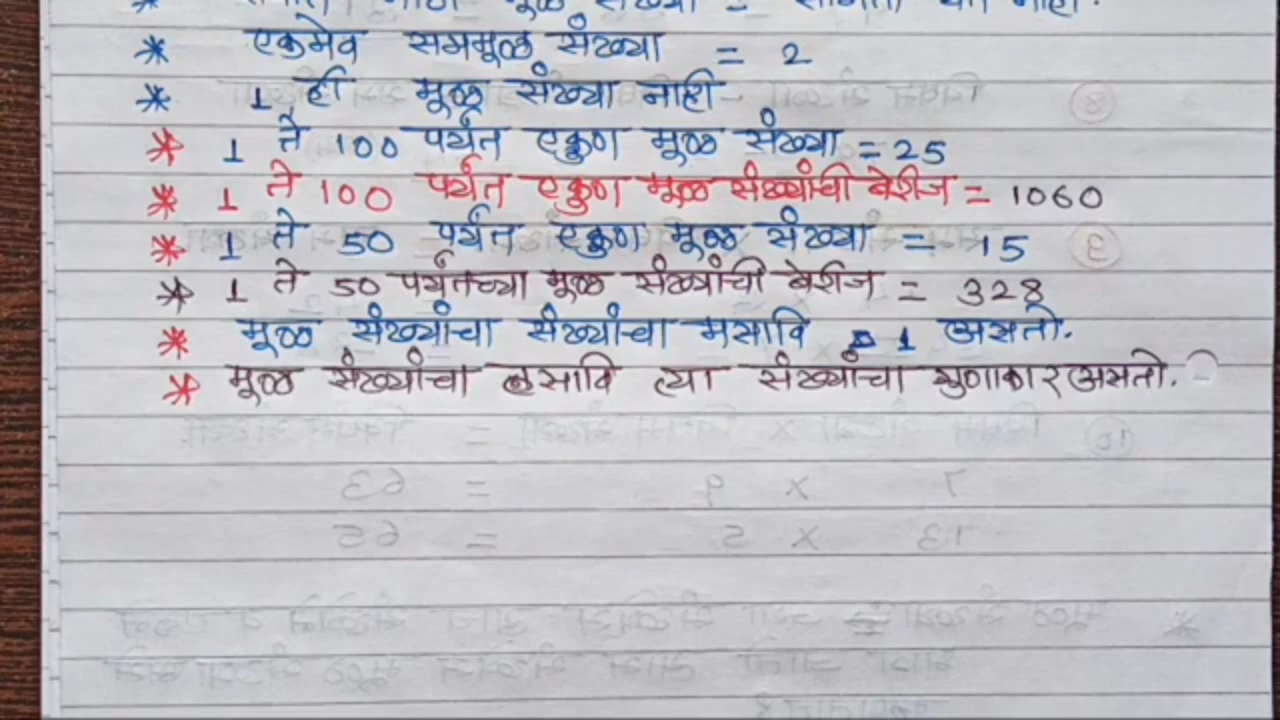 * मूळ संख्या = सांगता येत नाही.
* एकमेव सममूळ संख्या = 2
* 1 ही मूळ संख्या नाही
* 1 ते 100 पर्यंत एकुण मूळ संख्या = 25
* 1 ते 100 पर्यंत एकुण मूळ संख्यांची बेरीज = 1060
* 1 ते 50 पर्यंत एकुण मूळ संख्या = 15
* 1 ते 50 पर्यंतच्या मूळ संख्यांची बेरीज = 328
* मूळ संख्यांचा संख्यांचा मसावि 1 असतो.
* मूळ संख्यांचा लसावि त्या संख्यांचा गुणाकार असतो.